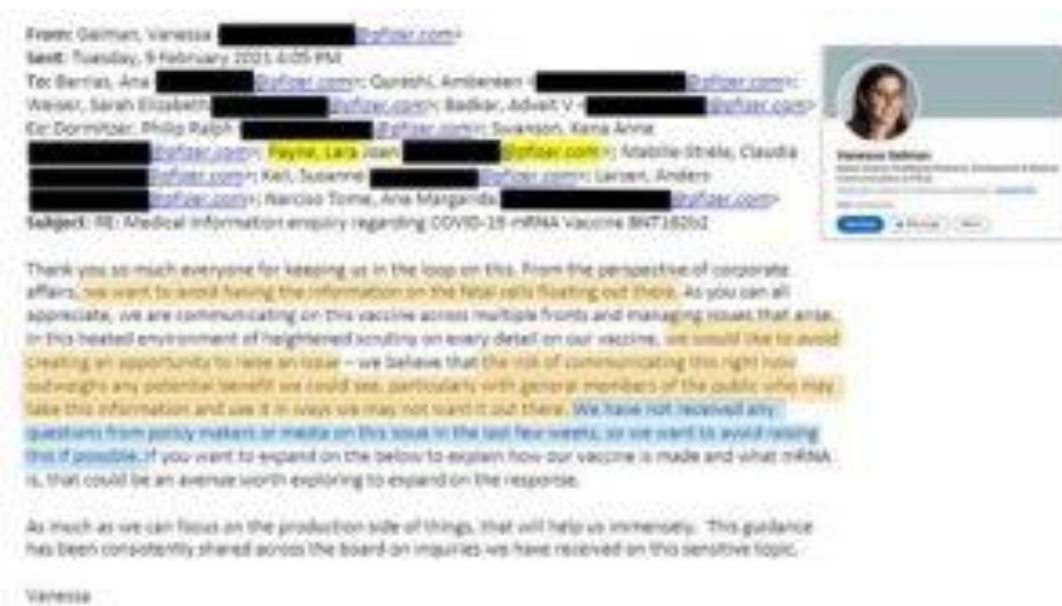 From: Gelman, Vanessa @pfizer.com>
Sent: Tuesday, 9 February 2021 4:05 PM
To: Berrios, Ana @pfizer.com>; Qureshi, Ambereen < @pfizer.com>;
Weiser, Sarah Elizabeth @pfizer.com>; Badkar, Advait V < @pfizer.com>
Cc: Dormitzer, Philip Ralph @pfizer.com>; Swanson, Kena Anne
@pfizer.com>; Payne, Lara Jean @pfizer.com>; Claudia
@pfizer.com>; Keil, Susanne @pfizer.com>; Larsen, Anders
@pfizer.com>; Narciso Tome, Ana Margarida @pfizer.com>
Subject: RE: Medical Information enquiry regarding COVID-19 mRNA Vaccine BNT162b2
Vanessa Gelman
Thank you so much everyone for keeping us in the loop on this. From the perspective of corporate
affairs, we want to avoid having the information on the fetal cells floating out there. As you can all
appreciate, we are communicating on this vaccine across multiple fronts and managing issues that arise.
In this heated environment of heightened scrutiny on every detail on our vaccine, we would like to avoid
creating an opportunity to raise an issue – we believe that the risk of communicating this right now
outweighs any potential benefit we could see, particularly with general members of the public who may
take this information and use it in ways we may not want it out there. We have not received any
questions from policy makers or media on this issue in the last few weeks, so we want to avoid raising
this if possible. If you want to expand on the below to explain how our vaccine is made and what mRNA
is, that could be an avenue worth exploring to expand on the response.
As much as we can focus on the production side of things, that will help us immensely. This guidance
has been consistently shared across the board on inquiries we have received on this sensitive topic.
Vanessa